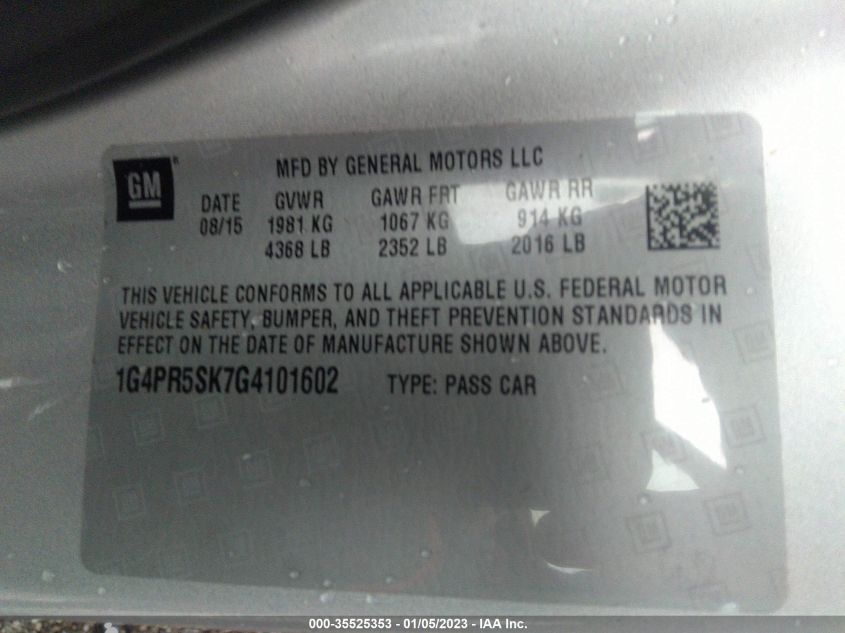 GM
MFD BY GENERAL MOTORS LLC
DATE GVWR GAWR FRT GAWR RR
08/15 1981 KG 1067 KG 914 KG
4368 LB 2352 LB 2016 LB
THIS VEHICLE CONFORMS TO ALL APPLICABLE U.S. FEDERAL MOTOR
VEHICLE SAFETY, BUMPER, AND THEFT PREVENTION STANDARDS IN
EFFECT ON THE DATE OF MANUFACTURE SHOWN ABOVE.
1G4PR5SK7G4101602 TYPE: PASS CAR
000-35525353 - 01/05/2023 - IAA Inc.